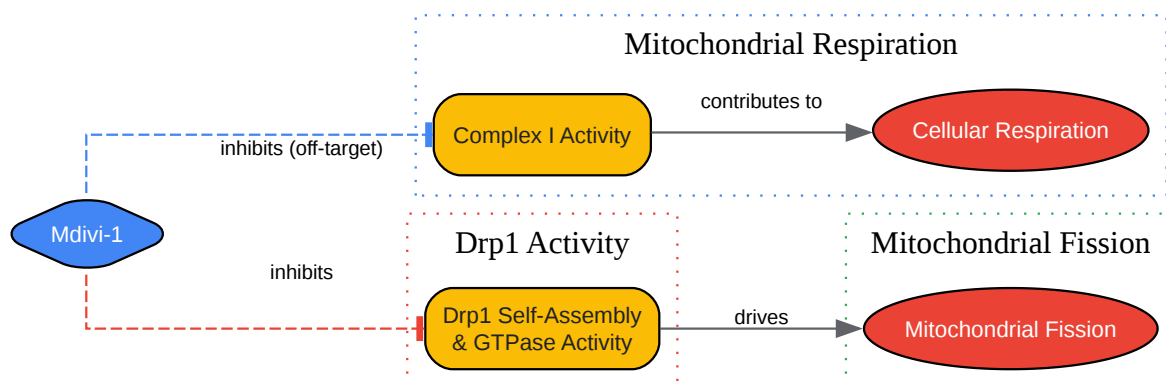 Mitochondrial Respiration
contributes to
Complex I Activity
Cellular Respiration
inhibits (off-target)
Mdivi-1
Drp1 Activity
Mitochondrial Fission
inhibits
Drp1 Self-Assembly
& GTPase Activity
drives
Mitochondrial Fission